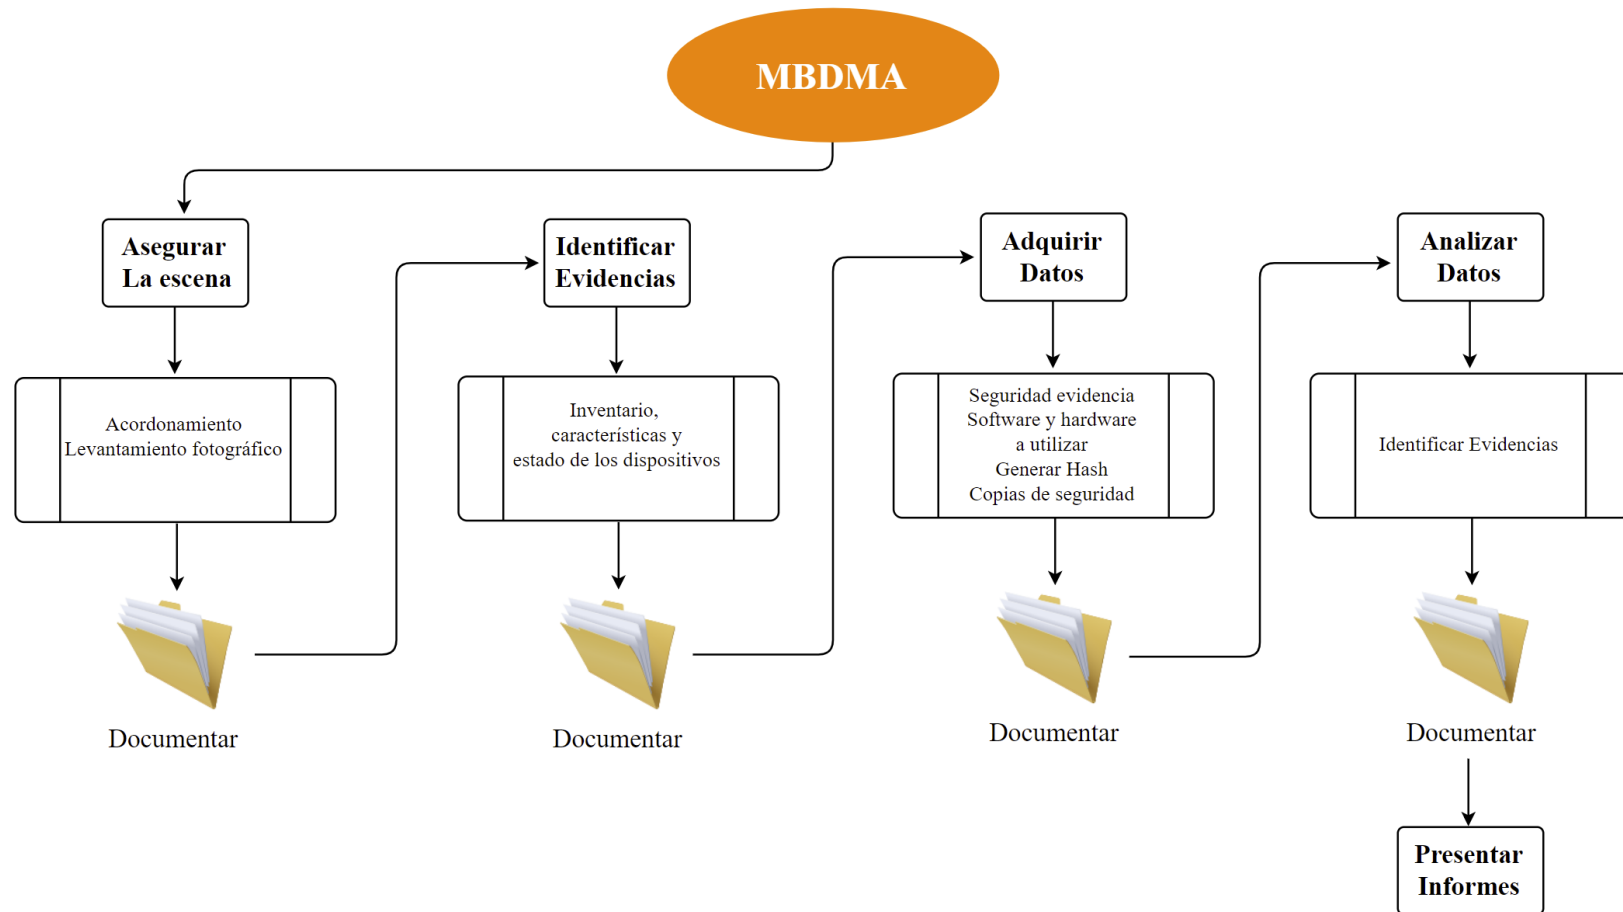 MBDMA
Asegurar
La escena
Acordonamiento
Levantamiento fotográfico
Documentar
Identificar
Evidencias
Inventario,
características y
estado de los dispositivos
Documentar
Adquirir
Datos
Seguridad evidencia
Software y hardware
a utilizar
Generar Hash
Copias de seguridad
Documentar
Analizar
Datos
Identificar Evidencias
Documentar
Presentar
Informes